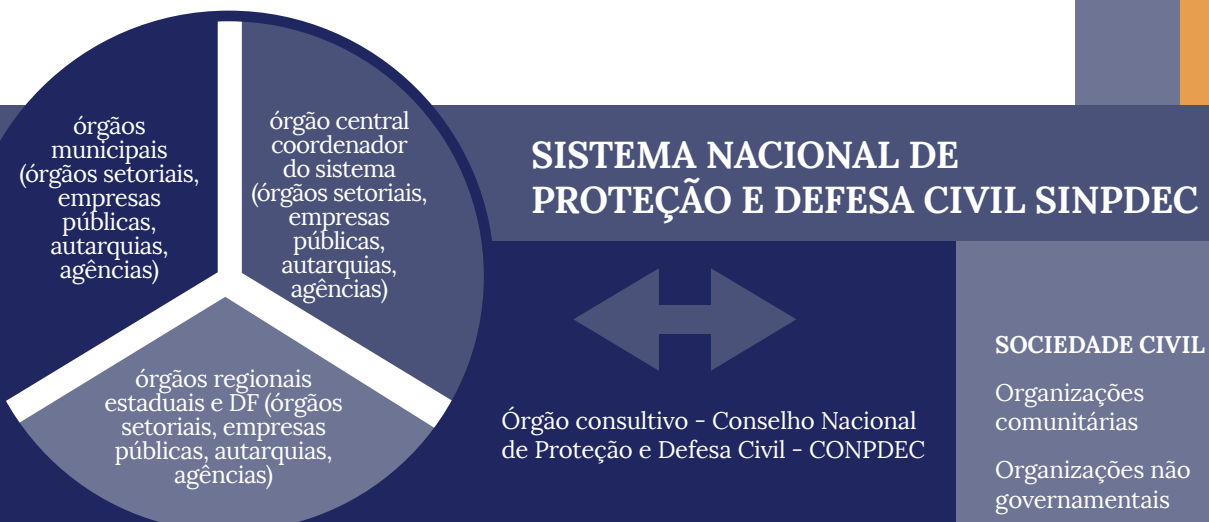 órgãos
municipais
(órgãos setoriais,
empresas
públicas,
autarquias,
agências)
órgão central
coordenador
do sistema
(órgãos setoriais,
empresas
públicas,
autarquias,
agências)
órgãos regionais
estaduais e DF (órgãos
setoriais, empresas
públicas, autarquias,
agências)
SISTEMA NACIONAL DE
PROTEÇÃO E DEFESA CIVIL SINPDEC
Órgão consultivo - Conselho Nacional
de Proteção e Defesa Civil - CONPDEC
SOCIEDADE CIVIL
Organizações
comunitárias
Organizações não
governamentais